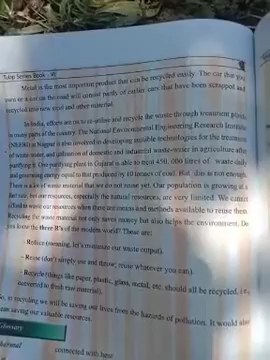 Tulip Series Book - VI
Metal is the most important product that can be recycled easily. The car that you
seen in a car on the road will consist partly of earlier cars that have been scrapped and
recycled into new steel and other material.
In India, efforts are on to re-utilise and recycle the waste through treatment plants
in many parts of the country. The National Environmental Engineering Research Institute
(NEERI) at Nagpur is also involved in developing suitable technologies for the treatment
of waste water, and utilisation of domestic and industrial waste-water in agriculture after
purifying it. One purifying plant in Gujarat is able to treat 450, 000 litres of waste daily
and generating energy equal to that produced by 10 tonnes of coal. But, this is not enough.
There is a lot of waste material that we do not reuse yet. Our population is growing at a
fast rate, but our resources, especially the natural resources, are very limited. We cannot
afford to waste our resources when there are means and methods available to reuse them.
Recycling the waste material not only saves money but also helps the environment. Do
you know the three R's of the modern world? These are:
- Reduce (meaning, let's minimize our waste output).
- Reuse (don't simply use and throw; reuse whatever you can).
- Recycle (things like paper, plastic, glass, metal, etc. should all be recycled, i.e.,
converted to fresh raw material).
So, in recycling we will be saving our lives from the hazards of pollution. It would also
mean saving our valuable resources.
Glossary
thermal connected with heat